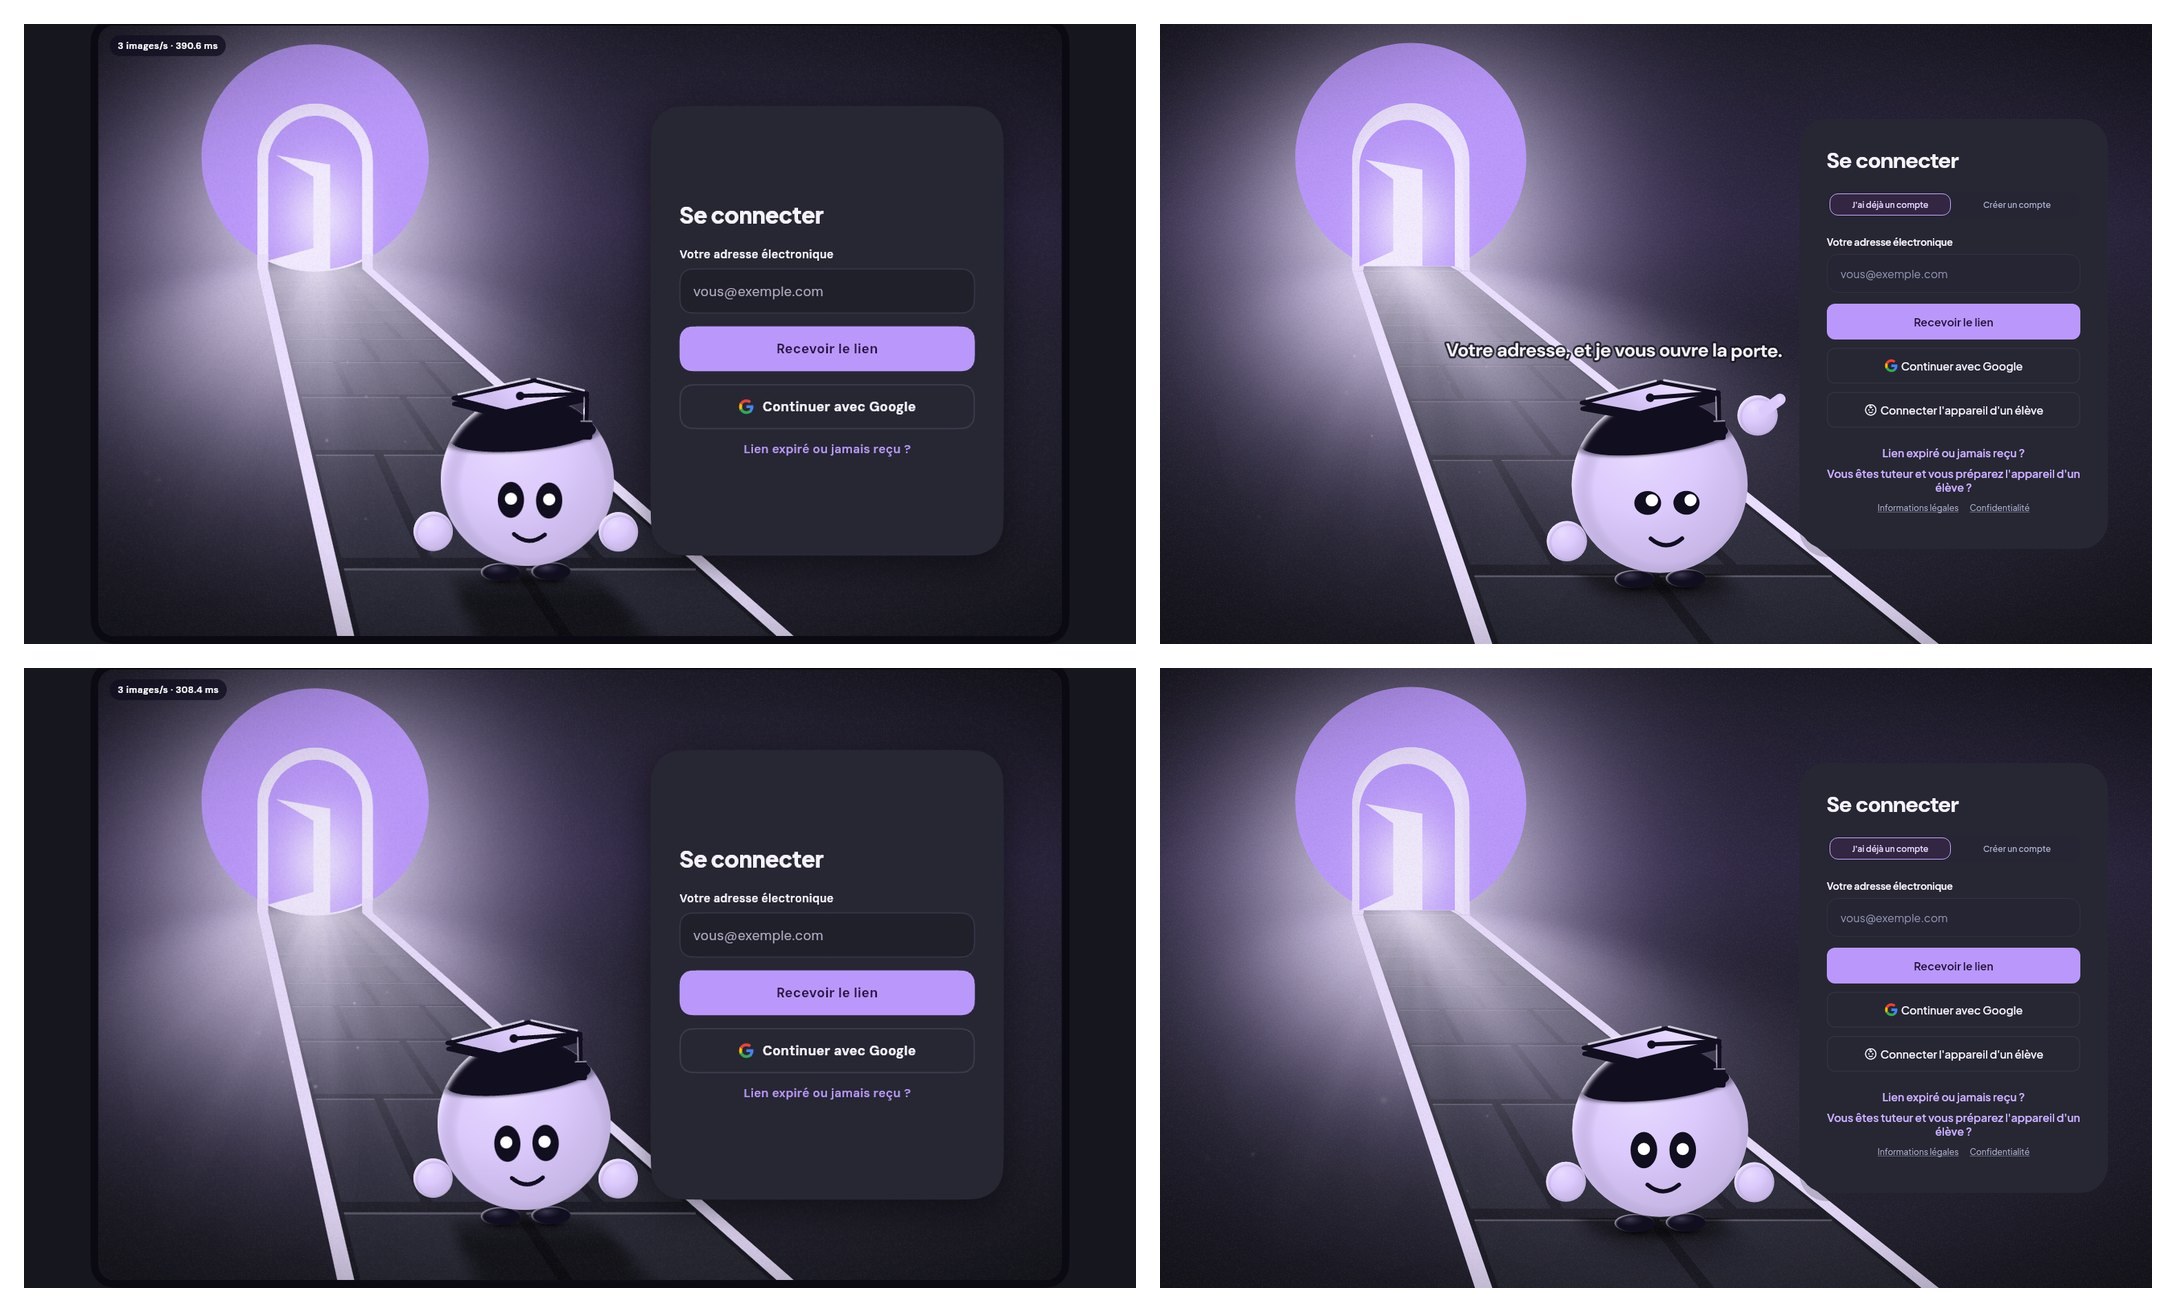 3 images/s · 390.6 ms
Se connecter
Votre adresse électronique
vous@exemple.com
Recevoir le lien
Continuer avec Google
Lien expiré ou jamais reçu ?
Votre adresse, et je vous ouvre la porte.
Se connecter
J'ai déjà un compte
Créer un compte
Votre adresse électronique
vous@exemple.com
Recevoir le lien
Continuer avec Google
Connecter l'appareil d'un élève
Lien expiré ou jamais reçu ?
Vous êtes tuteur et vous préparez l'appareil d'un
élève ?
Informations légales Confidentialité
3 images/s · 308.4 ms
Se connecter
Votre adresse électronique
vous@exemple.com
Recevoir le lien
Continuer avec Google
Lien expiré ou jamais reçu ?
Se connecter
J'ai déjà un compte
Créer un compte
Votre adresse électronique
vous@exemple.com
Recevoir le lien
Continuer avec Google
Connecter l'appareil d'un élève
Lien expiré ou jamais reçu ?
Vous êtes tuteur et vous préparez l'appareil d'un
élève ?
Informations légales Confidentialité